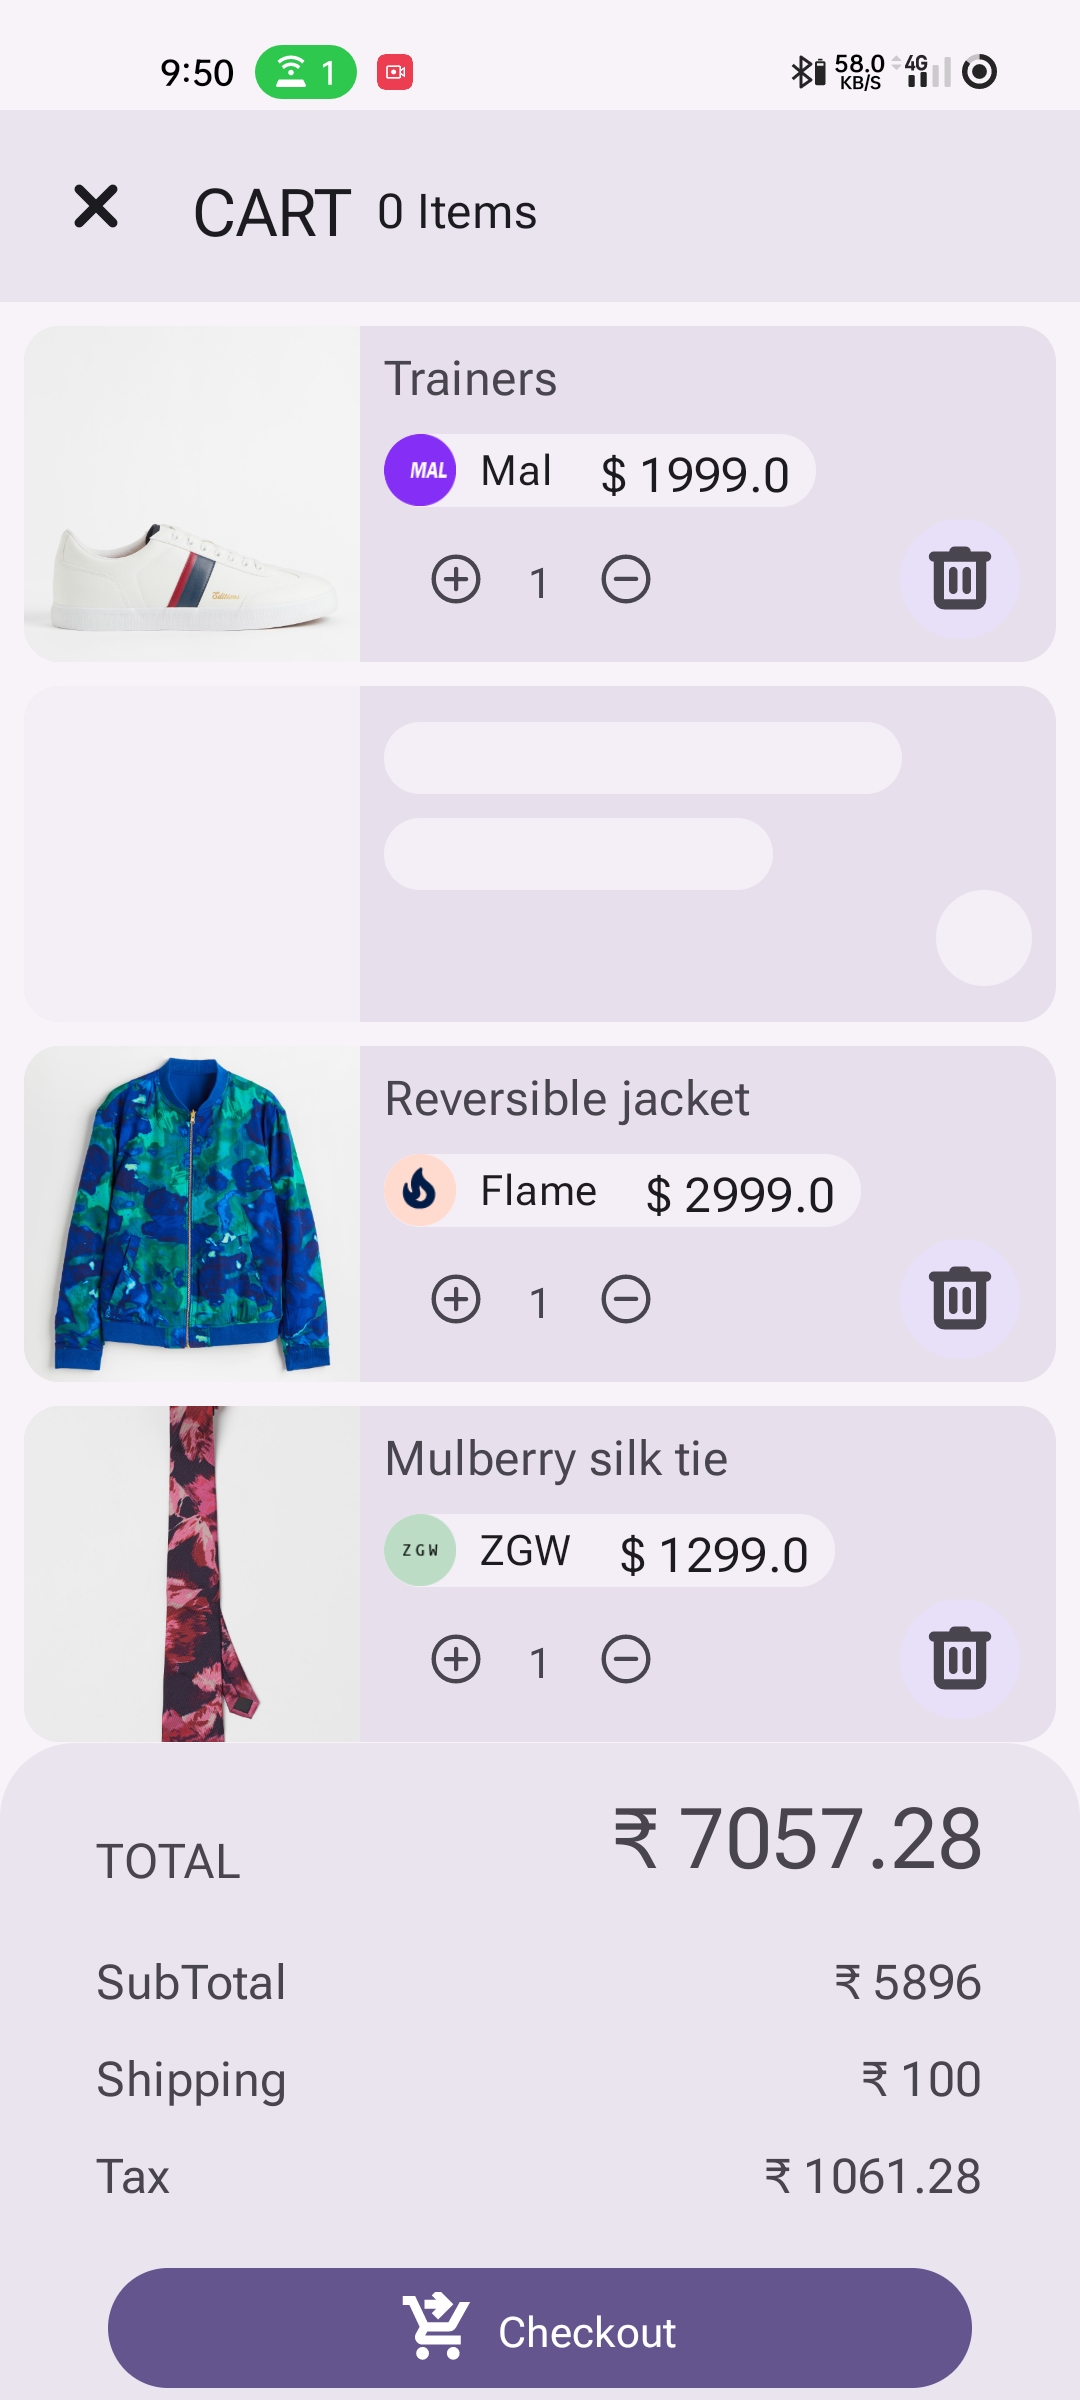 9:50 1 58.0 KB/S 4G
CART 0 Items
Trainers
MAL Mal $ 1999.0
1
Editions
Reversible jacket
Flame $ 2999.0
1
Mulberry silk tie
ZGW ZGW $ 1299.0
1
TOTAL ₹ 7057.28
SubTotal ₹ 5896
Shipping ₹ 100
Tax ₹ 1061.28
Checkout